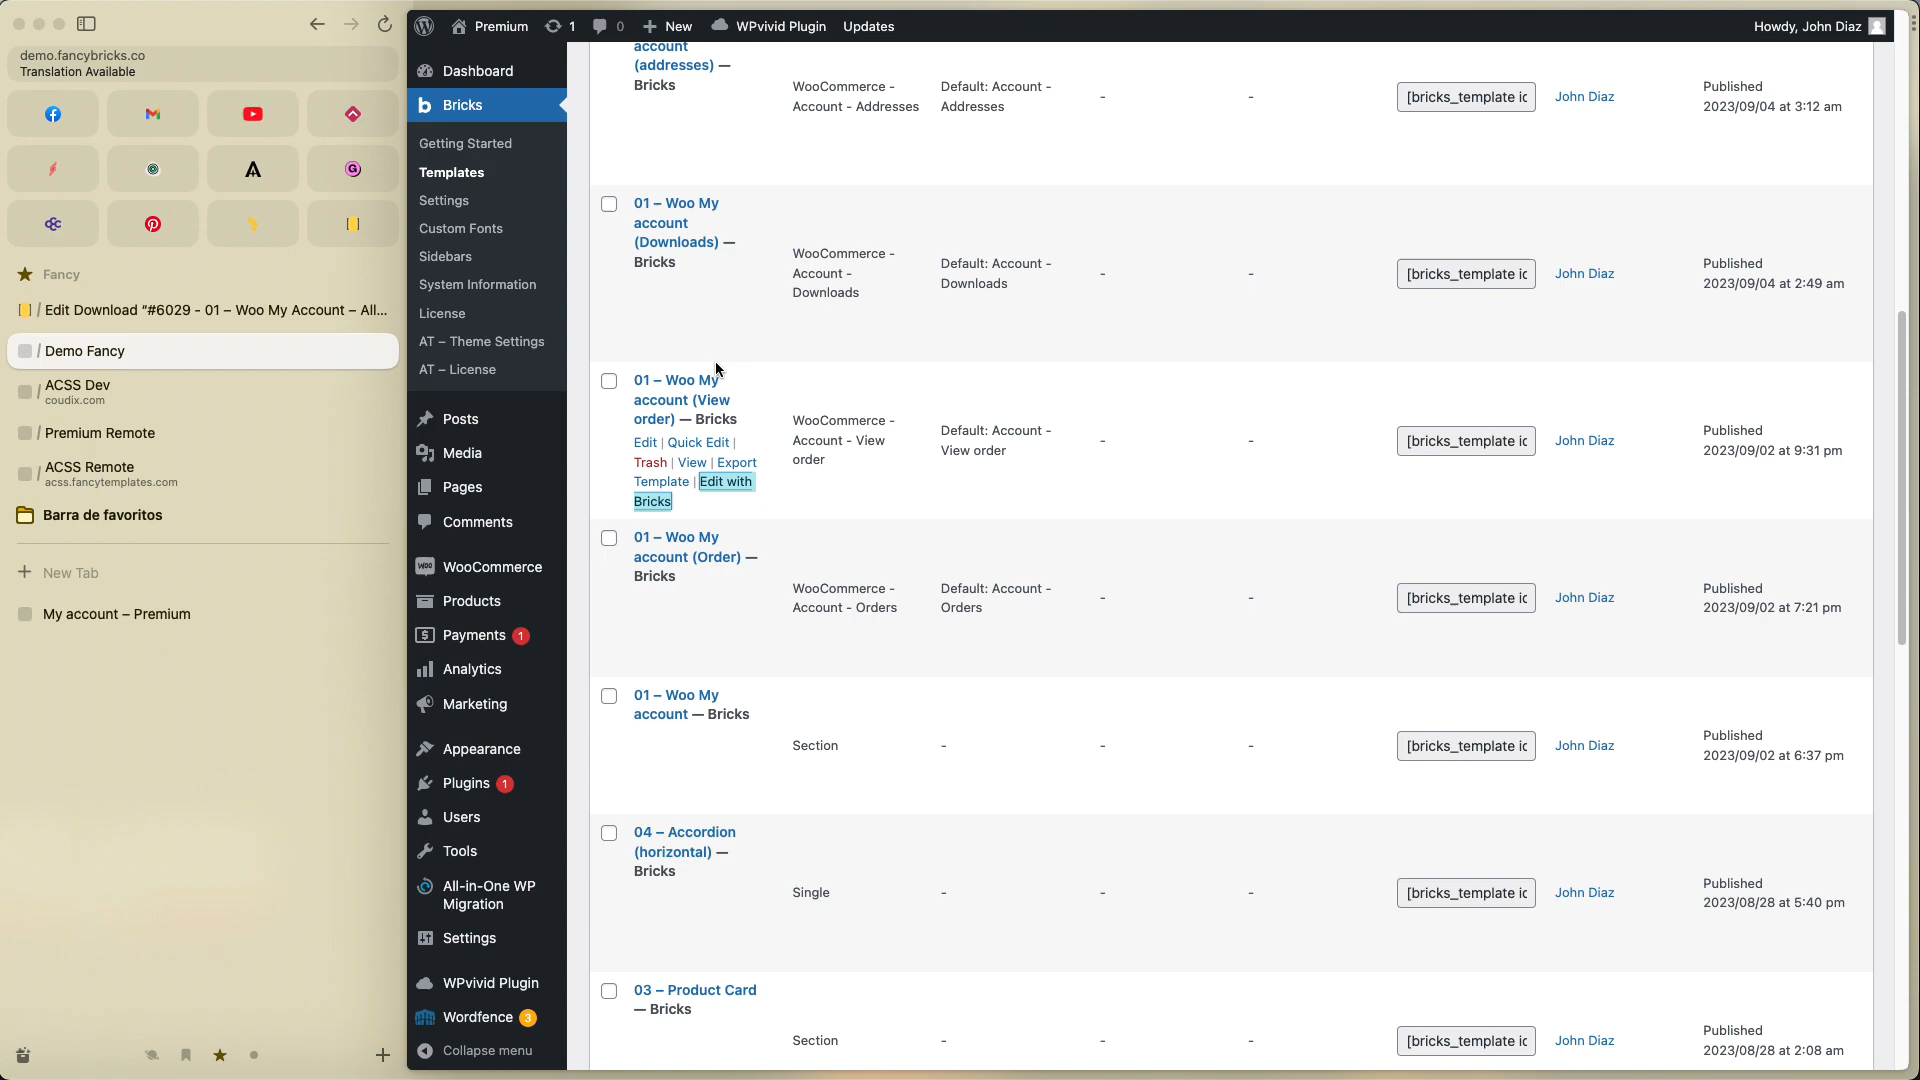 demo.fancybricks.co
Translation Available
Fancy
/ Edit Download “#6029 - 01 – Woo My Account – All...
/ Demo Fancy
/ ACSS Dev
coudix.com
/ Premium Remote
/ ACSS Remote
acss.fancytemplates.com
Barra de favoritos
New Tab
My account – Premium
Premium
1
0
New
WPvivid Plugin
Updates
Howdy, John Diaz
Dashboard
Bricks
Getting Started
Templates
Settings
Custom Fonts
Sidebars
System Information
License
AT – Theme Settings
AT – License
Posts
Media
Pages
Comments
WooCommerce
Products
Payments 1
Analytics
Marketing
Appearance
Plugins 1
Users
Tools
All-in-One WP
Migration
Settings
WPvivid Plugin
Wordfence 3
Collapse menu
account
(addresses) —
Bricks
WooCommerce -
Account - Addresses
Default: Account -
Addresses
-
-
[bricks_template ic
John Diaz
Published
2023/09/04 at 3:12 am
01 – Woo My
account
(Downloads) —
Bricks
WooCommerce -
Account -
Downloads
Default: Account -
Downloads
-
-
[bricks_template ic
John Diaz
Published
2023/09/04 at 2:49 am
01 – Woo My
account (View
order) — Bricks
Edit | Quick Edit |
Trash | View | Export
Template | Edit with
Bricks
WooCommerce -
Account - View
order
Default: Account -
View order
-
-
[bricks_template ic
John Diaz
Published
2023/09/02 at 9:31 pm
01 – Woo My
account (Order) —
Bricks
WooCommerce -
Account - Orders
Default: Account -
Orders
-
-
[bricks_template ic
John Diaz
Published
2023/09/02 at 7:21 pm
01 – Woo My
account — Bricks
Section
-
-
-
[bricks_template ic
John Diaz
Published
2023/09/02 at 6:37 pm
04 – Accordion
(horizontal) —
Bricks
Single
-
-
-
[bricks_template ic
John Diaz
Published
2023/08/28 at 5:40 pm
03 – Product Card
— Bricks
Section
-
-
-
[bricks_template ic
John Diaz
Published
2023/08/28 at 2:08 am